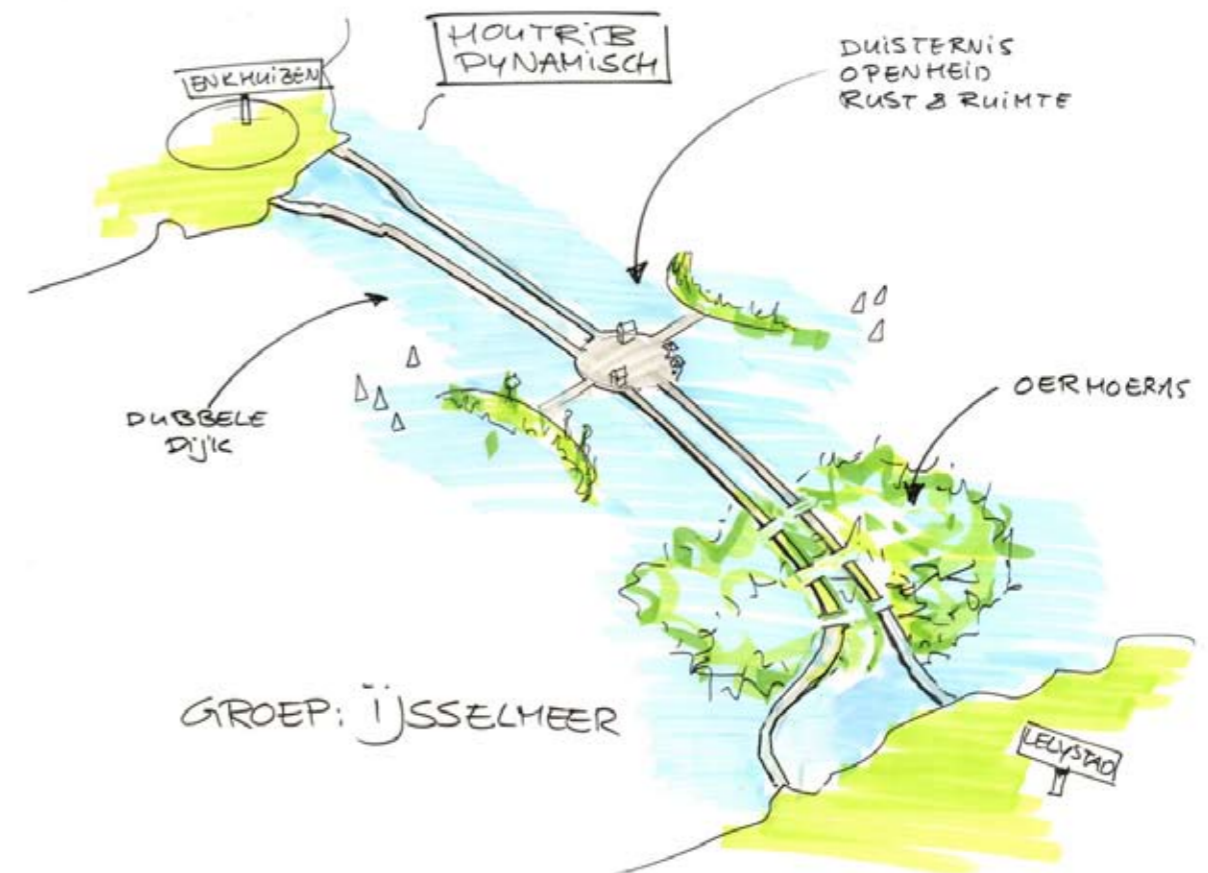 HOUTRIB
DYNAMISCH
ENKHUIZEN
DUISTERNIS
OPENHEID
RUST & RUIMTE
DUBBELE
DIJK
OERMOERAS
GROEP: IJSSELMEER
LELYSTAD